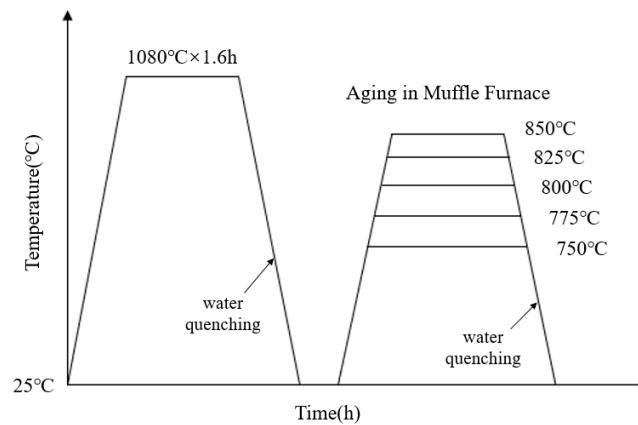 1080℃×1.6h
Aging in Muffle Furnace
850℃
825℃
800℃
775℃
750℃
Temperature(℃)
water
quenching
water
quenching
25℃
Time(h)